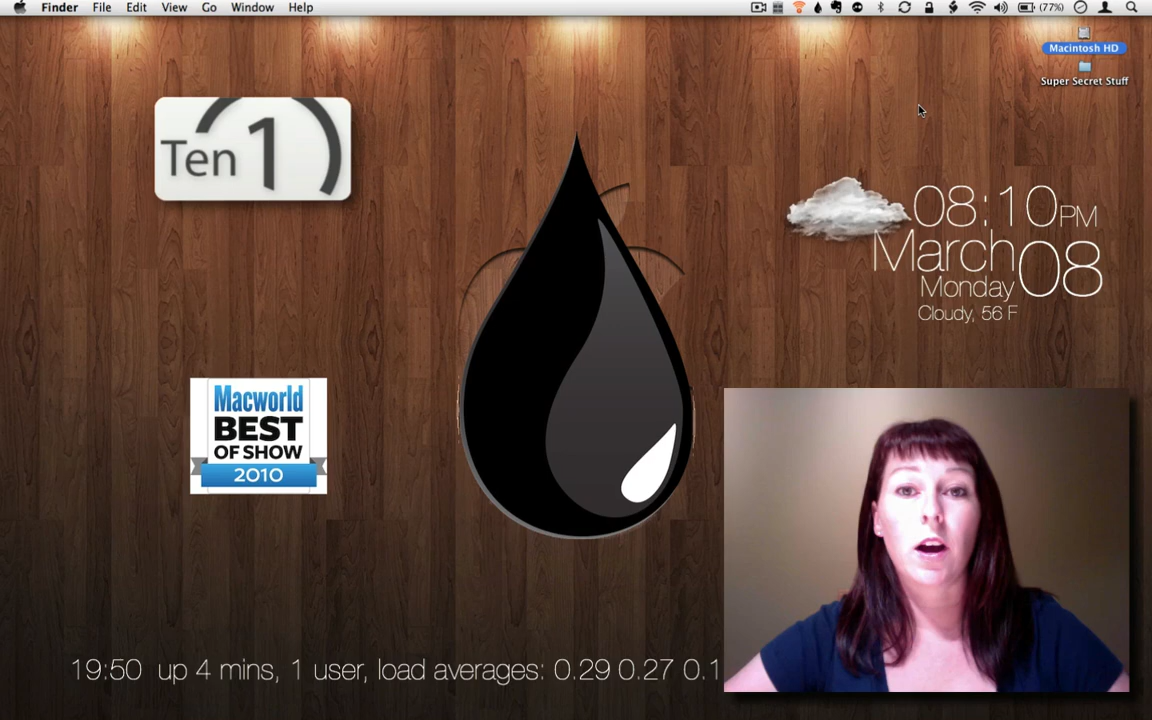 Finder File Edit View Go Window Help
(77%)
Macintosh HD
Super Secret Stuff
Ten 1
08:10PM
March 08
Monday
Cloudy, 56 F
Macworld
BEST
OF SHOW
2010
19:50 up 4 mins, 1 user, load averages: 0.29 0.27 0.1